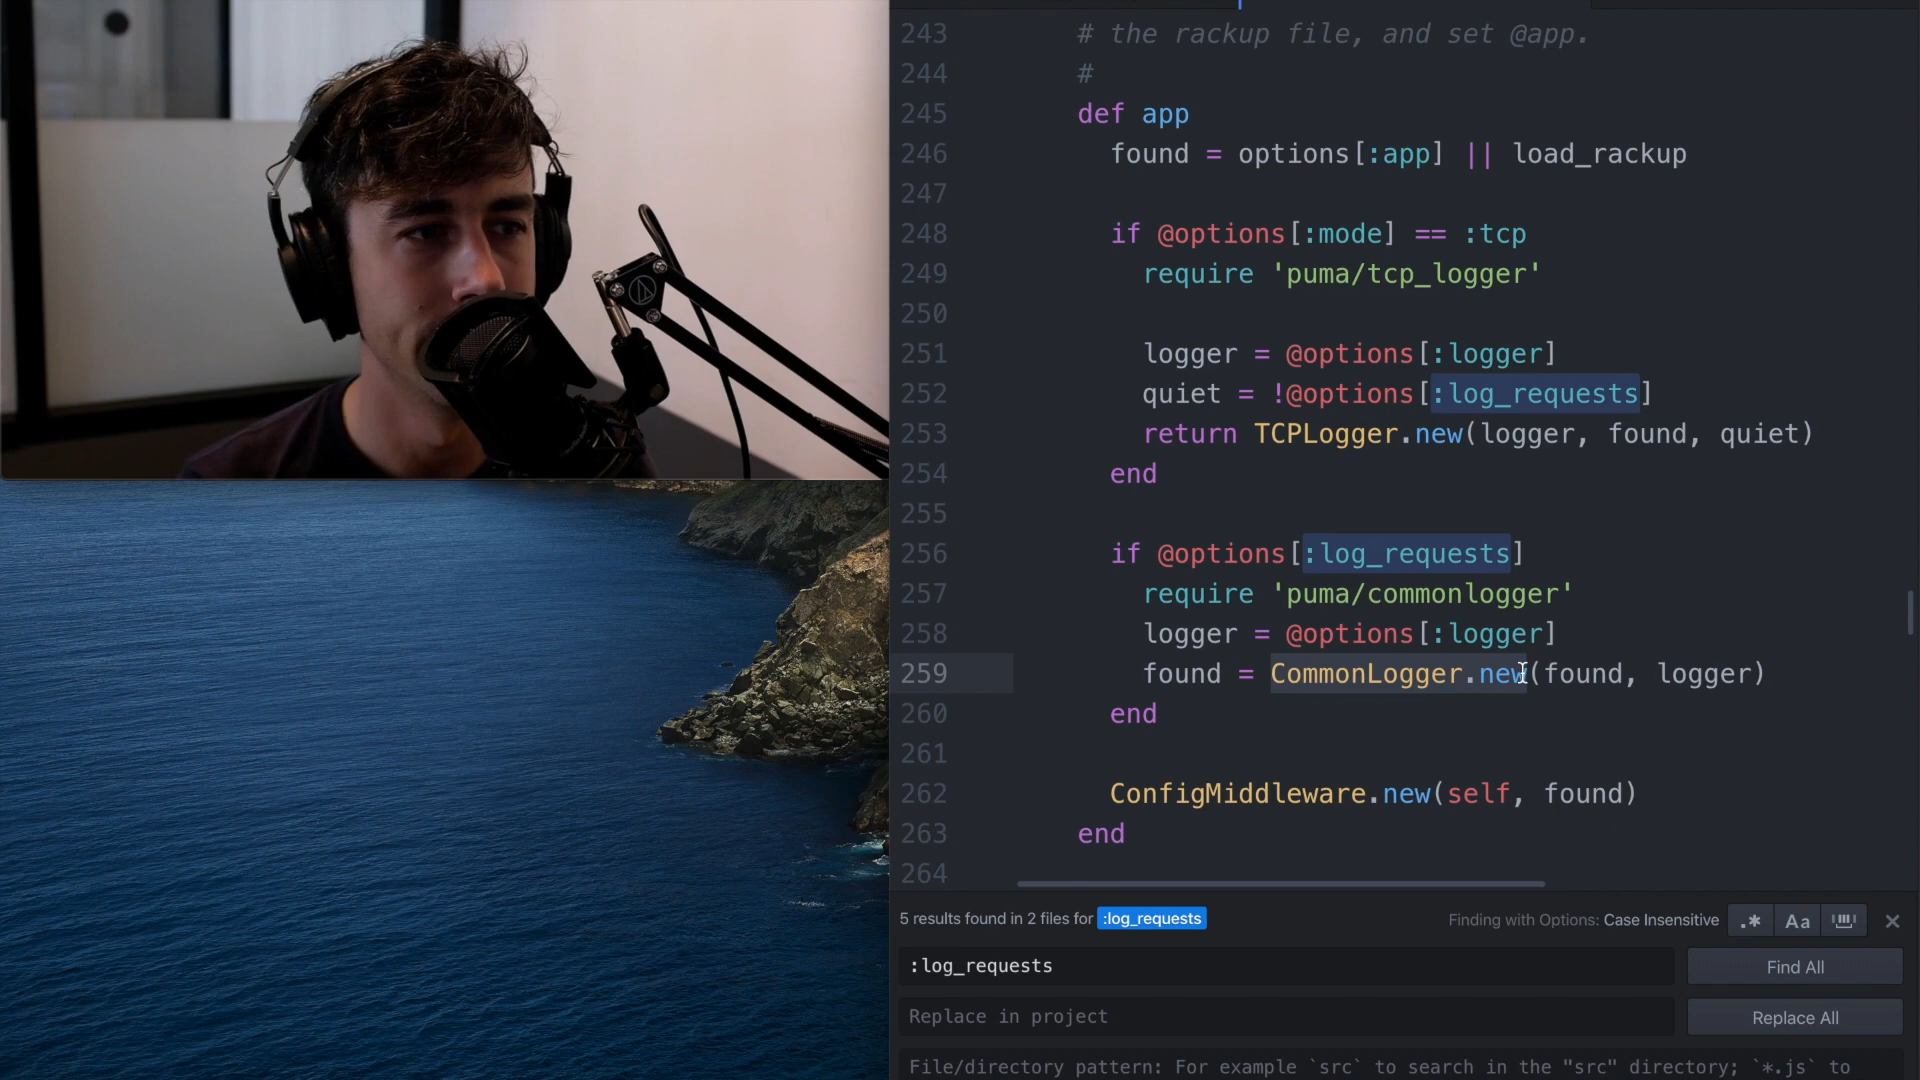 243 # the rackup file, and set @app.
244 #
245 def app
246 found = options[:app] || load_rackup
247
248 if @options[:mode] == :tcp
249 require 'puma/tcp_logger'
250
251 logger = @options[:logger]
252 quiet = !@options[:log_requests]
253 return TCPLogger.new(logger, found, quiet)
254 end
255
256 if @options[:log_requests]
257 require 'puma/commonlogger'
258 logger = @options[:logger]
259 found = CommonLogger.new(found, logger)
260 end
261
262 ConfigMiddleware.new(self, found)
263 end
264
5 results found in 2 files for :log_requests
Finding with Options: Case Insensitive
.* Aa
:log_requests
Find All
Replace in project
Replace All
File/directory pattern: For example `src` to search in the "src" directory; `*.js` to